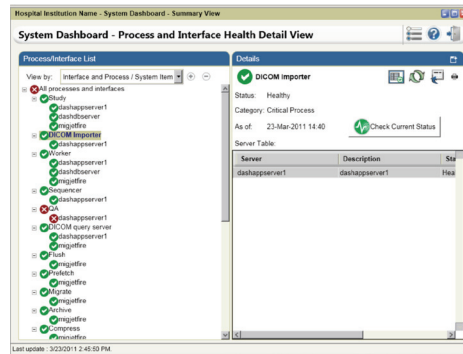 Hospital Institution Name - System Dashboard - Summary View
System Dashboard - Process and Interface Health Detail View
Process/Interface List
View by: Interface and Process / System Item
All processes and interfaces
Study
dashappserver1
dashdbserver
migjetfire
DICOM Importer
dashappserver1
Worker
dashappserver1
dashdbserver
migjetfire
Sequencer
dashappserver1
QA
dashappserver1
DICOM query server
dashappserver1
Flush
migjetfire
Prefetch
migjetfire
Migrate
migjetfire
Archive
migjetfire
Compress
migjetfire
Details
DICOM Importer
Status: Healthy
Category: Critical Process
As of: 23-Mar-2011 14:40
Check Current Status
Server Table:
Server Description Sta
dashappserver1 dashappserver1 Hea
Last update : 3/23/2011 2:45:50 PM.